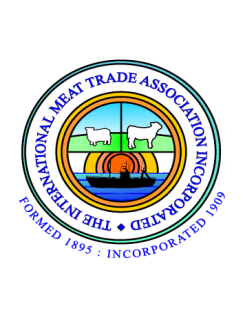 THE INTERNATIONAL MEAT TRADE ASSOCIATION INCORPORATED
FORMED 1895 : INCORPORATED 1909